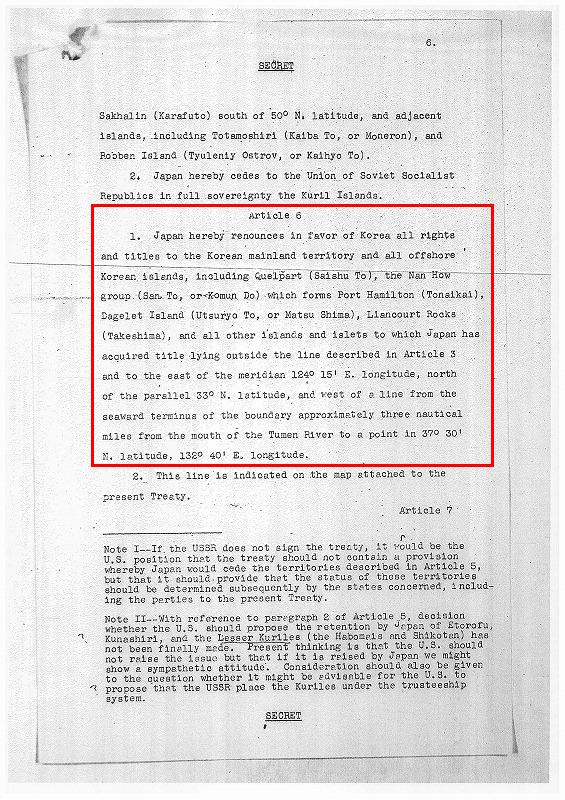 6.
SECRET
Sakhalin (Karafuto) south of 50° N. latitude, and adjacent
islands, including Totamoshiri (Kaiba To, or Moneron), and
Robben Island (Tyuleniy Ostrov, or Kaihyo To).
2. Japan hereby cedes to the Union of Soviet Socialist
Republics in full sovereignty the Kuril Islands.
Article 6
1. Japan hereby renounces in favor of Korea all rights
and titles to the Korean mainland territory and all offshore
Korean islands, including Quelpart (Saishu To), the Nan How
group (San To, or Komun Do) which forms Port Hamilton (Tonaikai),
Dagelet Island (Utsuryo To, or Matsu Shima), Liancourt Rocks
(Takeshima), and all other islands and islets to which Japan has
acquired title lying outside the line described in Article 3
and to the east of the meridian 124° 15' E. longitude, north
of the parallel 33° N. latitude, and west of a line from the
seaward terminus of the boundary approximately three nautical
miles from the mouth of the Tumen River to a point in 37° 30'
N. latitude, 132° 40' E. longitude.
2. This line is indicated on the map attached to the
present Treaty.
Article 7
Note I--If the USSR does not sign the treaty, it would be the
U.S. position that the treaty should not contain a provision
whereby Japan would cede the territories described in Article 5,
but that it should provide that the status of these territories
should be determined subsequently by the states concerned, includ-
ing the parties to the present Treaty.
Note II--With reference to paragraph 2 of Article 5, decision
whether the U.S. should propose the retention by Japan of Etorofu,
Kunashiri, and the Lesser Kuriles (the Habomais and Shikotan) has
not been finally made. Present thinking is that the U.S. should
not raise the issue but that if it is raised by Japan we might
show a sympathetic attitude. Consideration should also be given
to the question whether it might be advisable for the U.S. to
propose that the USSR place the Kuriles under the trusteeship
system.
SECRET